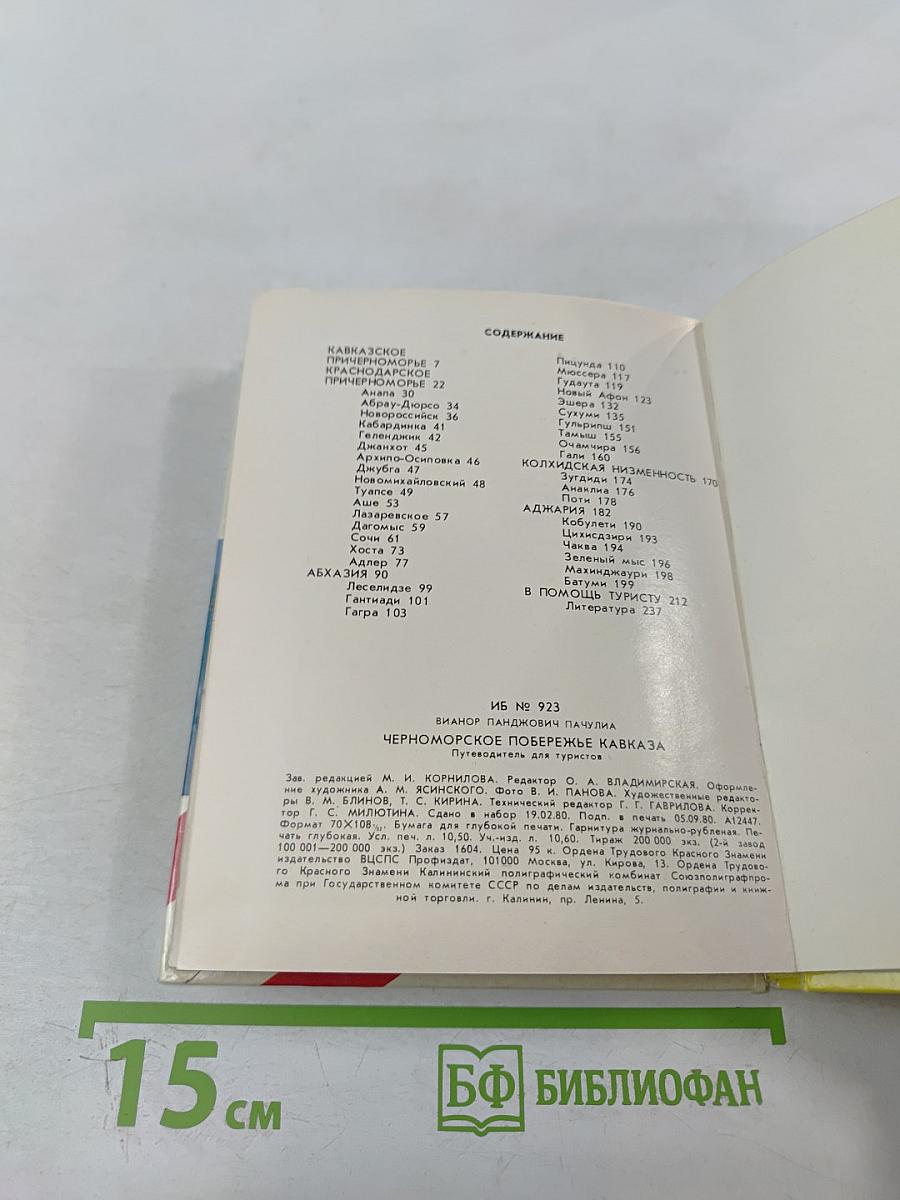 СОДЕРЖАНИЕ
КАВКАЗСКОЕ
ПРИЧЕРНОМОРЬЕ 7
КРАСНОДАРСКОЕ
ПРИЧЕРНОМОРЬЕ 22
Анапа 30
Абрау-Дюрсо 34
Новороссийск 36
Кабардинка 41
Геленджик 42
Джанхот 45
Архипо-Осиповка 46
Джубга 47
Новомихайловский 48
Туапсе 49
Аше 53
Лазаревское 57
Дагомыс 59
Сочи 61
Хоста 73
Адлер 77
АБХАЗИЯ 90
Леселидзе 99
Гантиади 101
Гагра 103
Пицунда 110
Мюссера 117
Гудаута 119
Новый Афон 123
Эшера 132
Сухуми 135
Гульрипш 151
Тамыш 155
Очамчира 156
Гали 160
КОЛХИДСКАЯ НИЗМЕННОСТЬ 170
Зугдиди 174
Анаклиа 176
Поти 178
АДЖАРИЯ 182
Кобулети 190
Цихисдзири 193
Чаква 194
Зеленый мыс 196
Махинджаури 198
Батуми 199
В ПОМОЩЬ ТУРИСТУ 212
Литература 237
ИБ № 923
ВИАНОР ПАНДЖОВИЧ ПАЧУЛИА
ЧЕРНОМОРСКОЕ ПОБЕРЕЖЬЕ КАВКАЗА
Путеводитель для туристов
Зав. редакцией М. И. КОРНИЛОВА. Редактор О. А. ВЛАДИМИРСКАЯ. Оформле-
ние художника А. М. ЯСИНСКОГО. Фото В. И. ПАНОВА. Художественные редакто-
ры В. М. БЛИНОВ, Т. С. КИРИНА. Технический редактор Г. Г. ГАВРИЛОВА. Коррек-
тор Г. С. МИЛЮТИНА. Сдано в набор 19.02.80. Подп. в печать 05.09.80. А12447.
Формат 70×108 1/32. Бумага для глубокой печати. Гарнитура журнально-рубленая. Пе-
чать глубокая. Усл. печ. л. 10,50. Уч.-изд. л. 10,60. Тираж 200 000 экз. (2-й завод
100 001—200 000 экз.) Заказ 1604. Цена 95 к. Ордена Трудового Красного Знамени
издательство ВЦСПС Профиздат, 101000 Москва, ул. Кирова, 13. Ордена Трудово-
го Красного Знамени Калининский полиграфический комбинат Союзполиграфпро-
ма при Государственном комитете СССР по делам издательств, полиграфии и книж-
ной торговли. г. Калинин, пр. Ленина, 5.
15 см
БФ БИБЛИОФАН